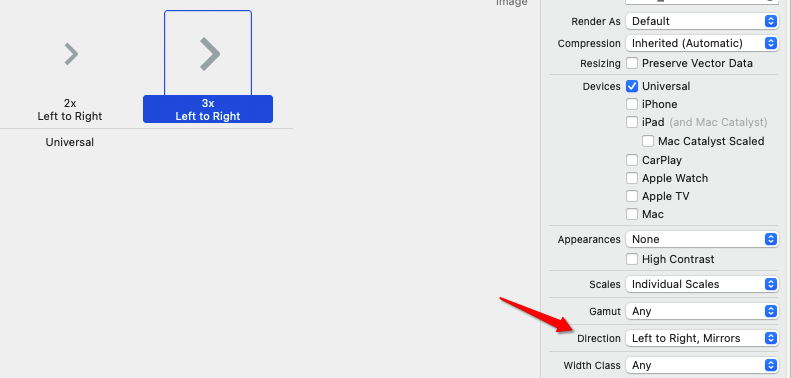 Image
2x
Left to Right
3x
Left to Right
Universal
Render As Default
Compression Inherited (Automatic)
Resizing Preserve Vector Data
Devices Universal
iPhone
iPad (and Mac Catalyst)
Mac Catalyst Scaled
CarPlay
Apple Watch
Apple TV
Mac
Appearances None
High Contrast
Scales Individual Scales
Gamut Any
Direction Left to Right, Mirrors
Width Class Any